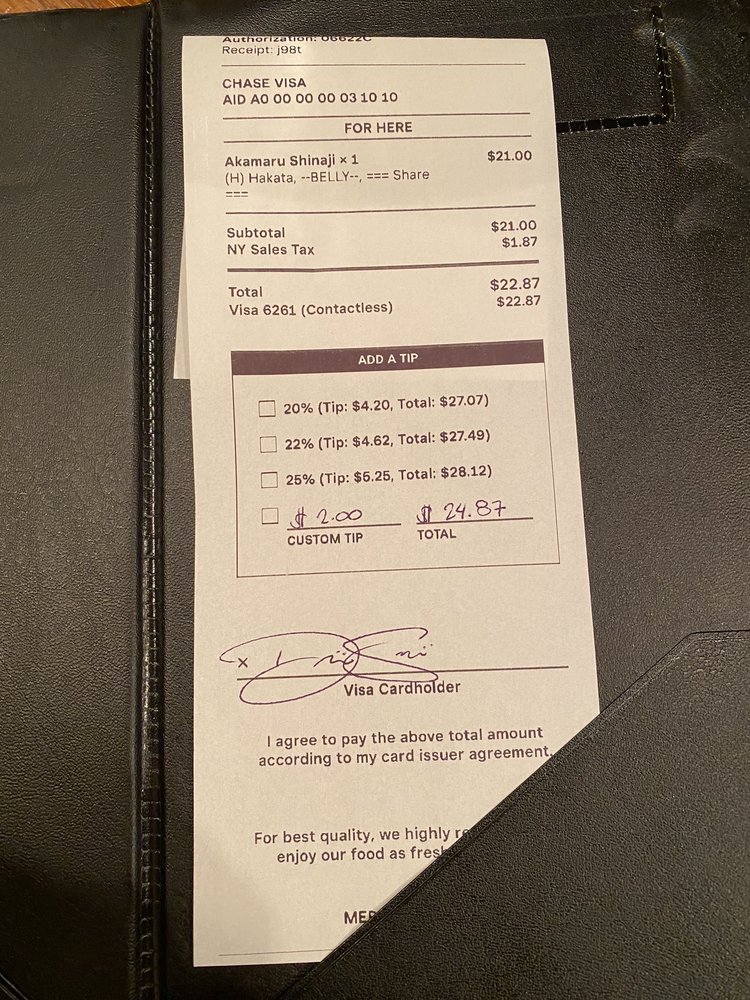 Authorization: 06622C
Receipt: j98t
CHASE VISA
AID A0 00 00 00 03 10 10
FOR HERE
Akamaru Shinaji × 1 $21.00
(H) Hakata, --BELLY--, === Share
===
Subtotal $21.00
NY Sales Tax $1.87
Total $22.87
Visa 6261 (Contactless) $22.87
ADD A TIP
20% (Tip: $4.20, Total: $27.07)
22% (Tip: $4.62, Total: $27.49)
25% (Tip: $5.25, Total: $28.12)
$ 2.00 $ 24.87
CUSTOM TIP TOTAL
x
Visa Cardholder
I agree to pay the above total amount
according to my card issuer agreement.
For best quality, we highly
enjoy our food as